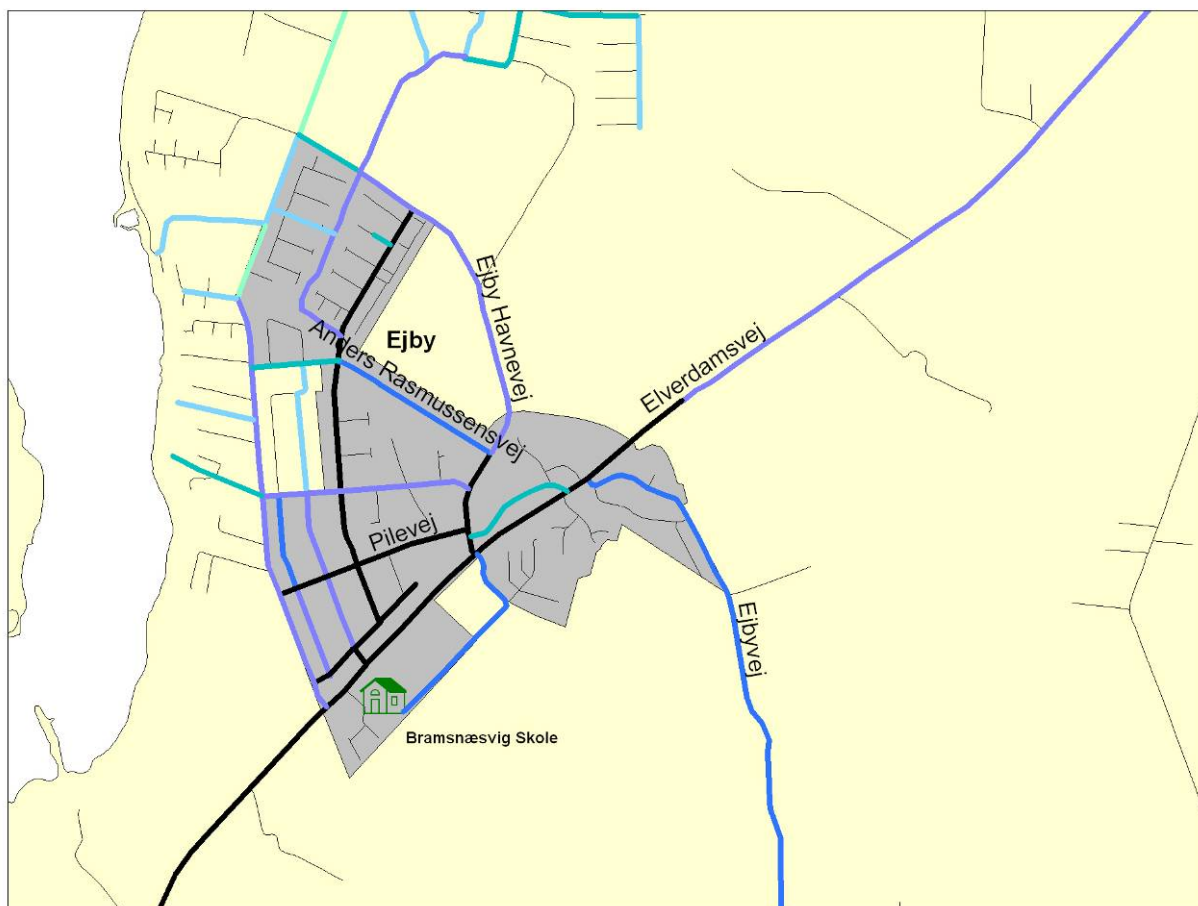 Ejby Havnevej
Ejby
Anders Rasmussensvej
Elverdamsvej
Pilevej
Ejbyvej
Bramsnæsvig Skole